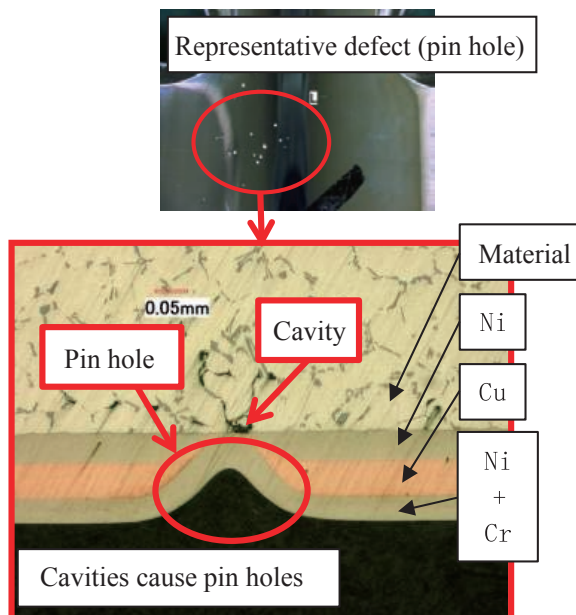 Representative defect (pin hole)
Material
0.05mm
Ni
Cavity
Pin hole
Cu
Ni
+
Cr
Cavities cause pin holes